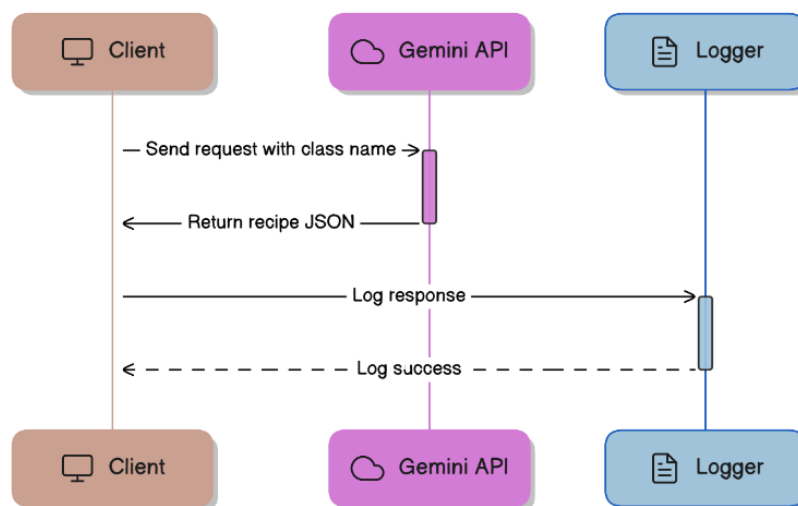 Client
Gemini API
Logger
Send request with class name
Return recipe JSON
Log response
Log success
Client
Gemini API
Logger